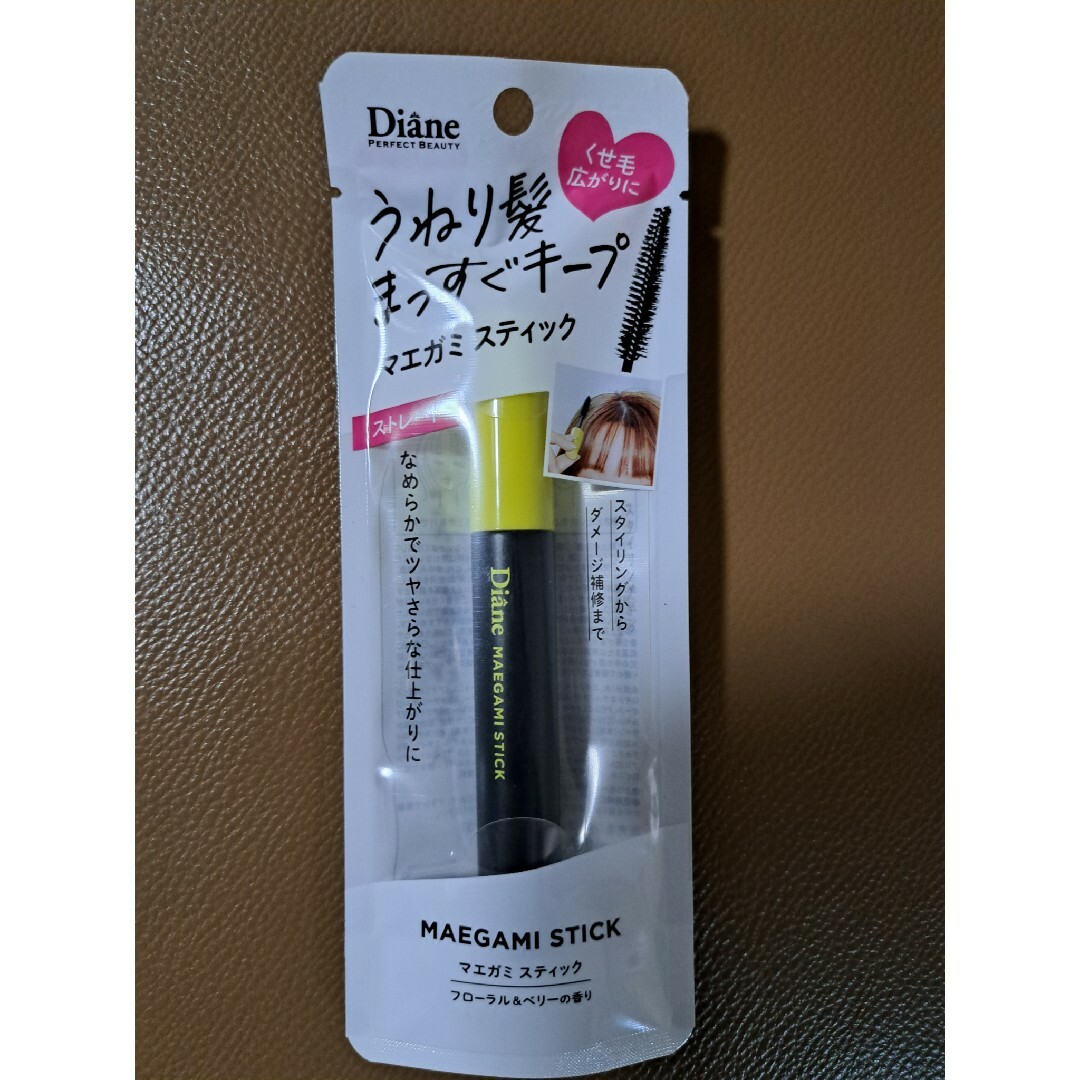 Diane
PERFECT BEAUTY
くせ毛
広がりに
うねり髪
まっすぐキープ
マエガミ スティック
ストレート
なめらかでツヤさらな仕上がりに
スタイリングから
ダメージ補修まで
Diane MAEGAMI STICK
MAEGAMI STICK
マエガミ スティック
フローラル&ベリーの香り